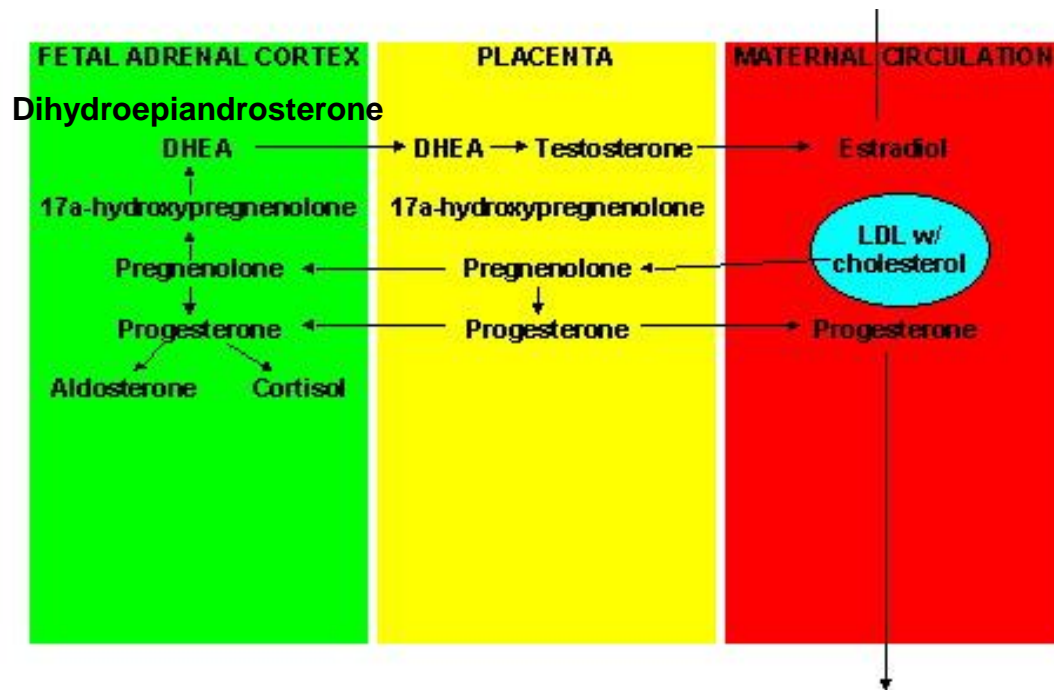 FETAL ADRENAL CORTEX
PLACENTA
MATERNAL CIRCULATION
Dihydroepiandrosterone
DHEA
DHEA
Testosterone
Estradiol
17a-hydroxypregnenolone
17a-hydroxypregnenolone
LDL w/
cholesterol
Pregnenolone
Pregnenolone
Progesterone
Progesterone
Progesterone
Aldosterone
Cortisol